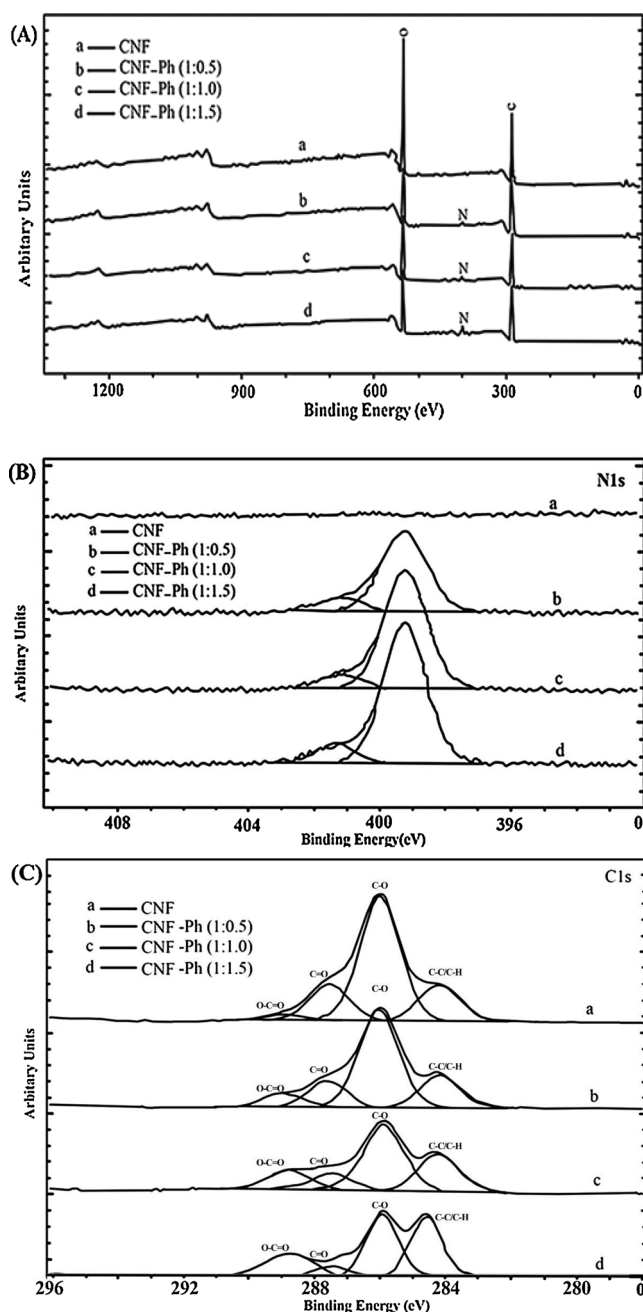 (A)
a — CNF
b — CNF-Ph (1:0.5)
c — CNF-Ph (1:1.0)
d — CNF-Ph (1:1.5)
O
C
a
b
N
c
N
d
N
Arbitary Units
1200 900 600 300 0
Binding Energy (eV)
(B)
N1s
a — CNF
b — CNF-Ph (1:0.5)
c — CNF-Ph (1:1.0)
d — CNF-Ph (1:1.5)
a
b
c
d
Arbitary Units
408 404 400 396 0
Binding Energy(eV)
(C)
C1s
a — CNF
b — CNF -Ph (1:0.5)
c — CNF -Ph (1:1.0)
d — CNF -Ph (1:1.5)
C-O
C=O
C-C/C-H
O-C=O
a
C-O
O-C=O
C=O
C-C/C-H
b
C-O
O-C=O
C=O
C-C/C-H
c
C-O
C-C/C-H
O-C=O
C=O
d
Arbitary Units
296 292 288 284 280
Binding Energy (eV)